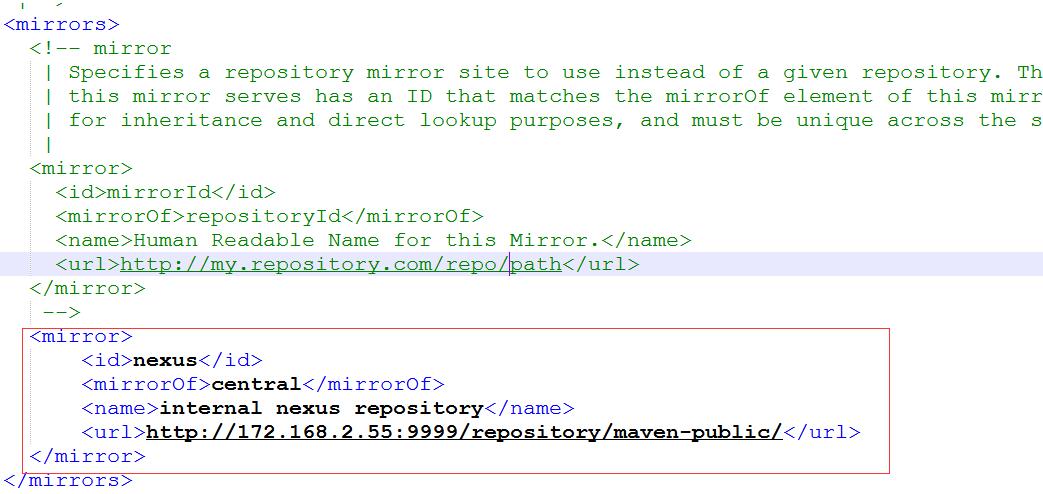 <mirrors>
<!-- mirror
| Specifies a repository mirror site to use instead of a given repository. Th
| this mirror serves has an ID that matches the mirrorOf element of this mirr
| for inheritance and direct lookup purposes, and must be unique across the s
|
<mirror>
<id>mirrorId</id>
<mirrorOf>repositoryId</mirrorOf>
<name>Human Readable Name for this Mirror.</name>
<url>http://my.repository.com/repo/path</url>
</mirror>
-->
<mirror>
<id>nexus</id>
<mirrorOf>central</mirrorOf>
<name>internal nexus repository</name>
<url>http://172.168.2.55:9999/repository/maven-public/</url>
</mirror>
</mirrors>